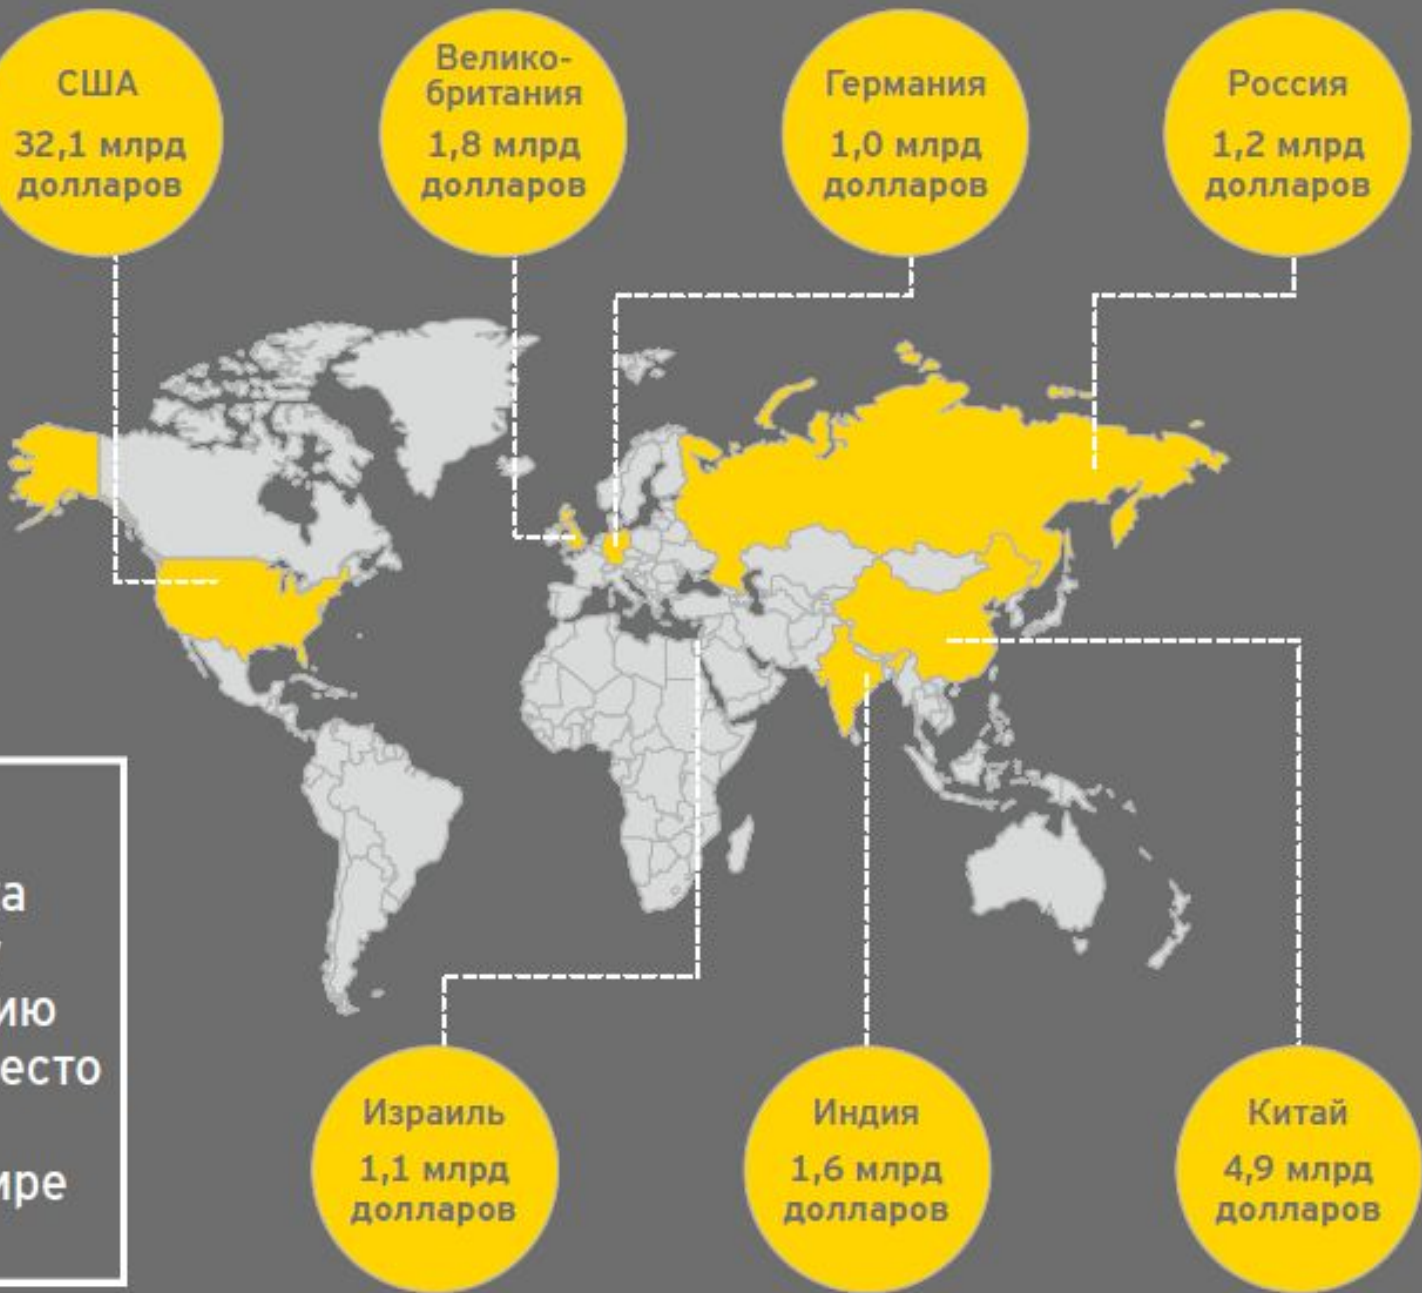 США
32,1 млрд
долларов
Велико-
британия
1,8 млрд
долларов
Германия
1,0 млрд
долларов
Россия
1,2 млрд
долларов
а
ию
есто
ире
Израиль
1,1 млрд
долларов
Индия
1,6 млрд
долларов
Китай
4,9 млрд
долларов